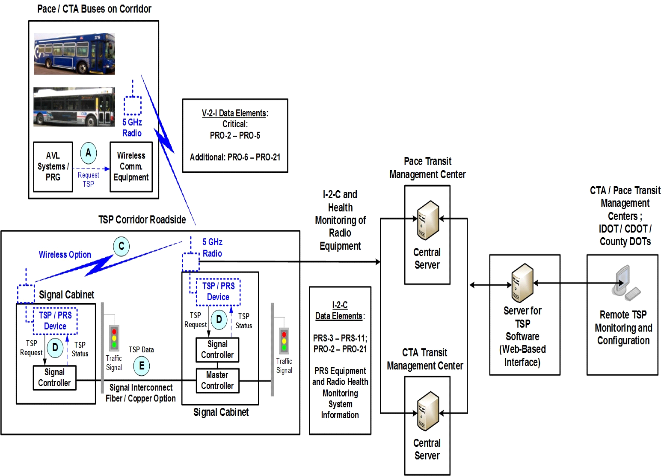 Pace / CTA Buses on Corridor
5 GHz
Radio
AVL
Systems /
PRG
A
Request
TSP
Wireless
Comm.
Equipment
V-2-I Data Elements:
Critical:
PRO-2 – PRO-5
Additional: PRO-6 – PRO-21
TSP Corridor Roadside
Wireless Option
C
5 GHz
Radio
Signal Cabinet
TSP / PRS
Device
TSP
Request
D
TSP
Status
Signal
Controller
Traffic
Signal
TSP Data
E
Signal Interconnect
Fiber / Copper Option
TSP / PRS
Device
TSP
Request
D
TSP
Status
Signal
Controller
Master
Controller
Signal Cabinet
Traffic
Signal
I-2-C and
Health
Monitoring of
Radio
Equipment
I-2-C
Data Elements:
PRS-3 – PRS-11;
PRO-2 – PRO-21
PRS Equipment
and Radio Health
Monitoring
System
Information
Pace Transit
Management Center
Central
Server
CTA Transit
Management Center
Central
Server
Server for
TSP
Software
(Web-Based
Interface)
CTA / Pace Transit
Management
Centers ;
IDOT / CDOT /
County DOTs
Remote TSP
Monitoring and
Configuration